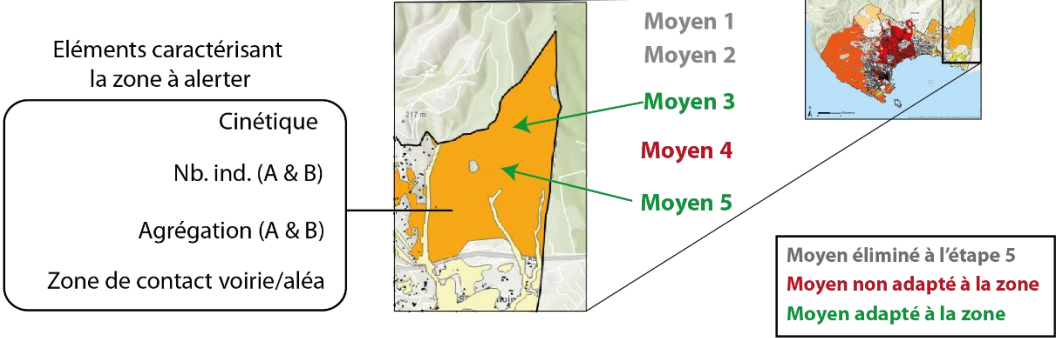 Eléments caractérisant
la zone à alerter
Cinétique
Nb. ind. (A & B)
Agrégation (A & B)
Zone de contact voirie/aléa
217 m
Moyen 1
Moyen 2
Moyen 3
Moyen 4
Moyen 5
Moyen éliminé à l'étape 5
Moyen non adapté à la zone
Moyen adapté à la zone